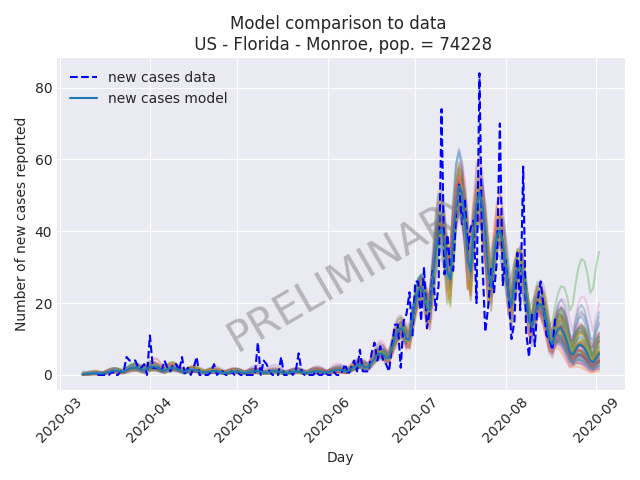 Model comparison to data
US - Florida - Monroe, pop. = 74228
new cases data
new cases model
PRELIMINARY
Number of new cases reported
80
60
40
20
0
2020-03
2020-04
2020-05
2020-06
2020-07
2020-08
2020-09
Day